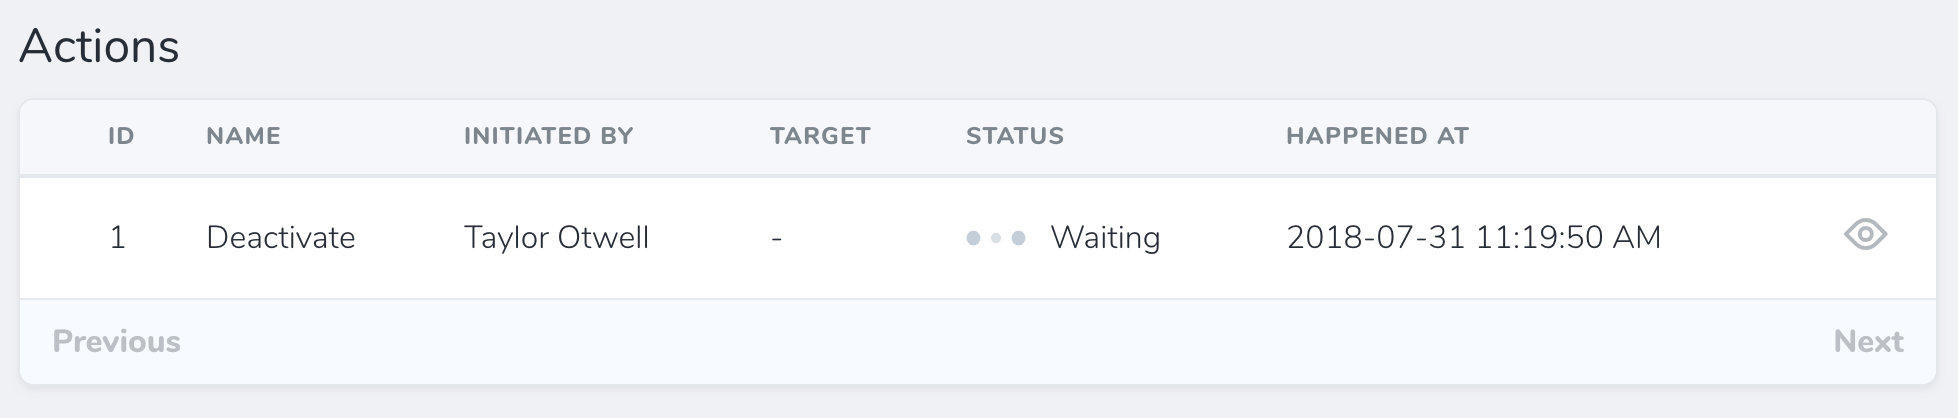 Actions
ID NAME INITIATED BY TARGET STATUS HAPPENED AT
1 Deactivate Taylor Otwell - Waiting 2018-07-31 11:19:50 AM
Previous Next